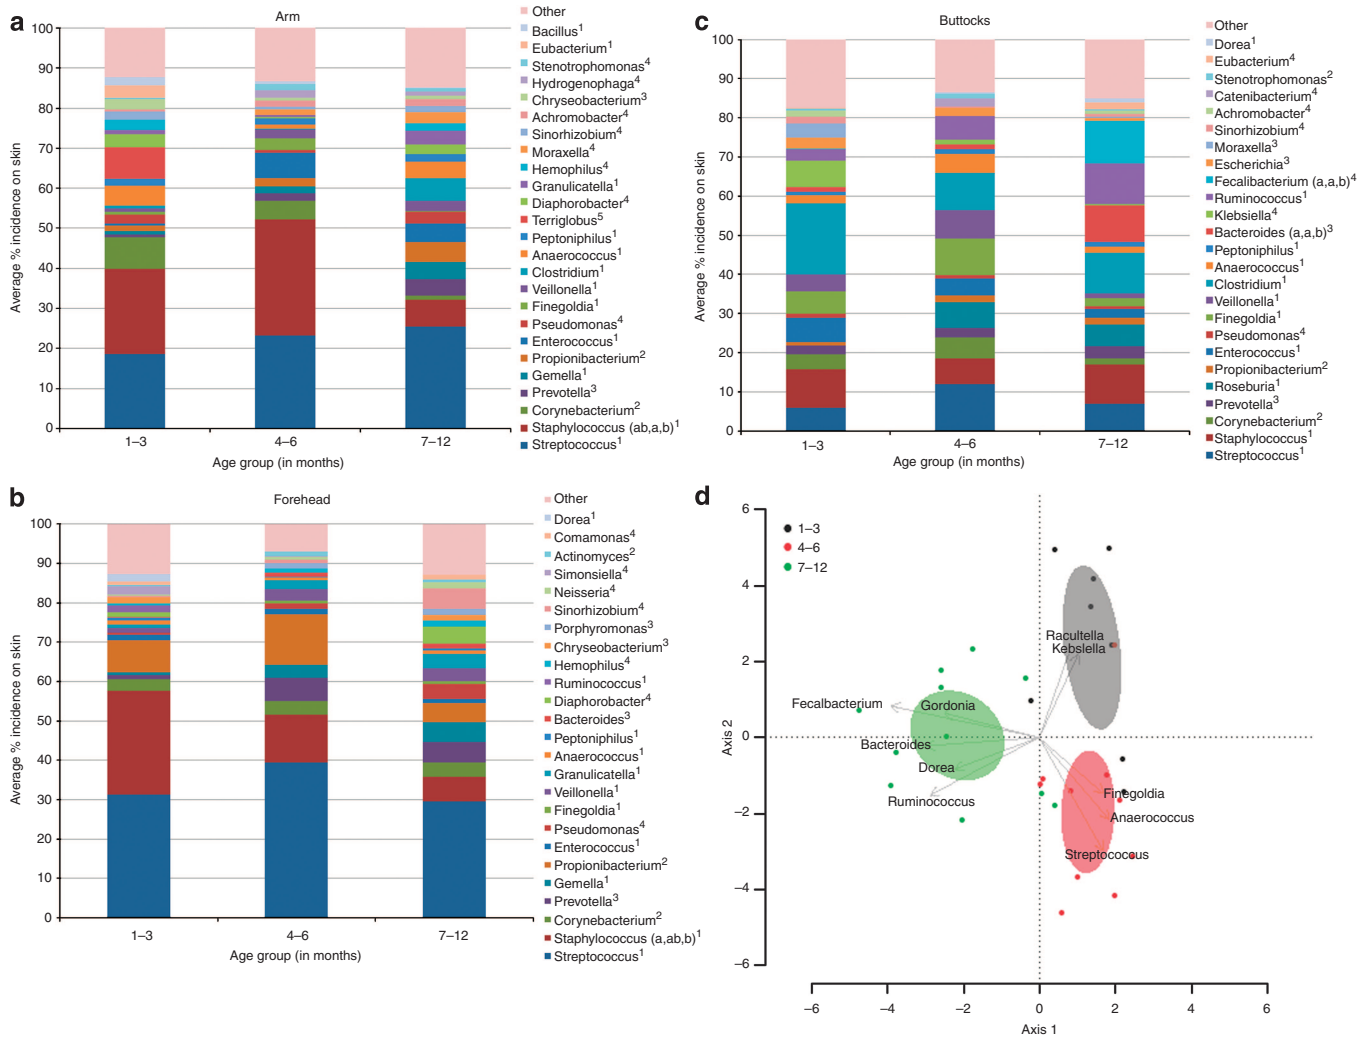 a
Arm
100
90
80
70
60
50
40
30
20
10
0
Average % incidence on skin
1–3
4–6
7–12
Age group (in months)
Other
Bacillus1
Eubacterium1
Stenotrophomonas4
Hydrogenophaga4
Chryseobacterium3
Achromobacter4
Sinorhizobium4
Moraxella4
Hemophilus4
Granulicatella1
Diaphorobacter4
Terriglobus5
Peptoniphilus1
Anaerococcus1
Clostridium1
Veillonella1
Finegoldia1
Pseudomonas4
Enterococcus1
Propionibacterium2
Gemella1
Prevotella3
Corynebacterium2
Staphylococcus (ab,a,b)1
Streptococcus1
b
Forehead
100
90
80
70
60
50
40
30
20
10
0
Average % incidence on skin
1–3
4–6
7–12
Age group (in months)
Other
Dorea1
Comamonas4
Actinomyces2
Simonsiella4
Neisseria4
Sinorhizobium4
Porphyromonas3
Chryseobacterium3
Hemophilus4
Ruminococcus1
Diaphorobacter4
Bacteroides3
Peptoniphilus1
Anaerococcus1
Granulicatella1
Veillonella1
Finegoldia1
Pseudomonas4
Enterococcus1
Propionibacterium2
Gemella1
Prevotella3
Corynebacterium2
Staphylococcus (a,ab,b)1
Streptococcus1
c
Buttocks
100
90
80
70
60
50
40
30
20
10
0
Average % incidence on skin
1–3
4–6
7–12
Age group (in months)
Other
Dorea1
Eubacterium4
Stenotrophomonas2
Catenibacterium4
Achromobacter4
Sinorhizobium4
Moraxella3
Escherichia3
Fecalibacterium (a,a,b)4
Ruminococcus1
Klebsiella4
Bacteroides (a,a,b)3
Peptoniphilus1
Anaerococcus1
Clostridium1
Veillonella1
Finegoldia1
Pseudomonas4
Enterococcus1
Propionibacterium2
Roseburia1
Prevotella3
Corynebacterium2
Staphylococcus1
Streptococcus1
d
6
4
2
0
–2
–4
–6
Axis 2
1–3
4–6
7–12
Racultella
Kebslella
Fecalbacterium
Gordonia
Bacteroides
Dorea
Ruminococcus
Finegoldia
Anaerococcus
Streptococcus
–6
–4
–2
0
2
4
6
Axis 1